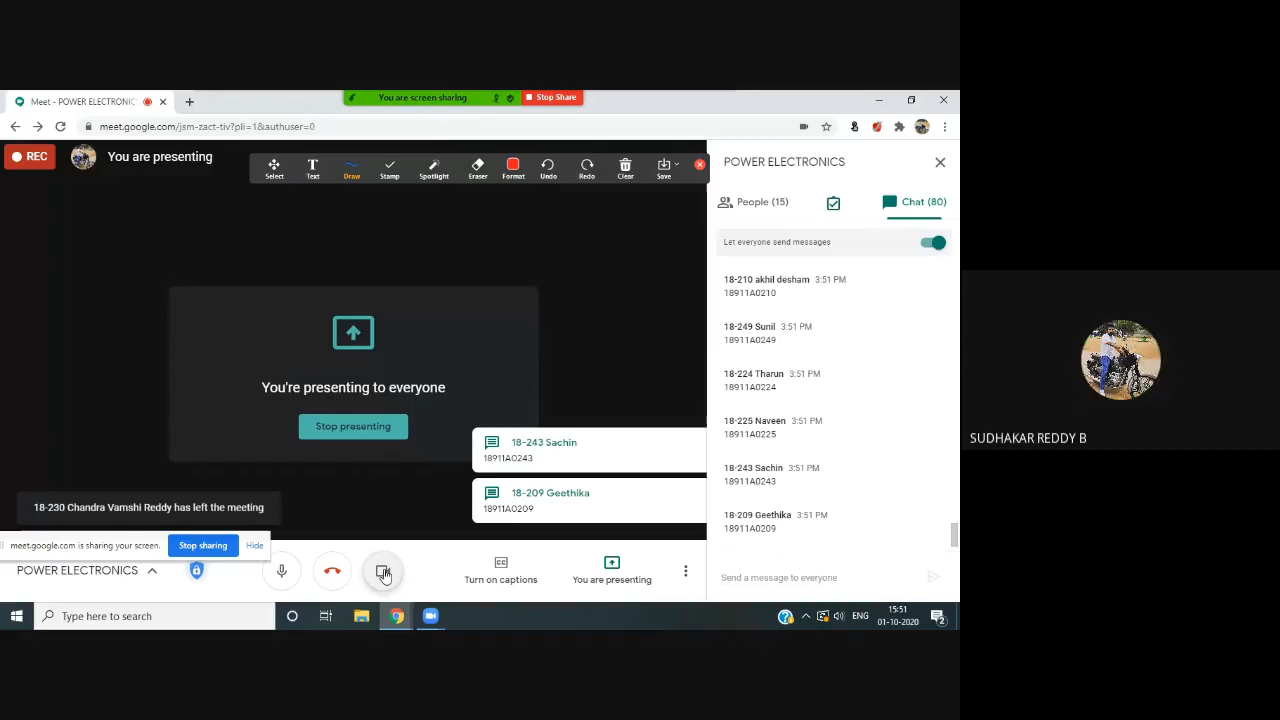 Meet - POWER ELECTRONIC
You are screen sharing
Stop Share
meet.google.com/jsm-zact-tiv?pli=1&authuser=0
REC
You are presenting
Select
Text
Draw
Stamp
Spotlight
Eraser
Format
Undo
Redo
Clear
Save
POWER ELECTRONICS
People (15)
Chat (80)
Let everyone send messages
18-210 akhil desham 3:51 PM
18911A0210
18-249 Sunil 3:51 PM
18911A0249
18-224 Tharun 3:51 PM
18911A0224
18-225 Naveen 3:51 PM
18911A0225
18-243 Sachin 3:51 PM
18911A0243
18-209 Geethika 3:51 PM
18911A0209
Send a message to everyone
You're presenting to everyone
Stop presenting
18-243 Sachin
18911A0243
18-209 Geethika
18911A0209
18-230 Chandra Vamshi Reddy has left the meeting
meet.google.com is sharing your screen.
Stop sharing
Hide
POWER ELECTRONICS
CC
Turn on captions
You are presenting
Type here to search
ENG
15:51
01-10-2020
2
SUDHAKAR REDDY B